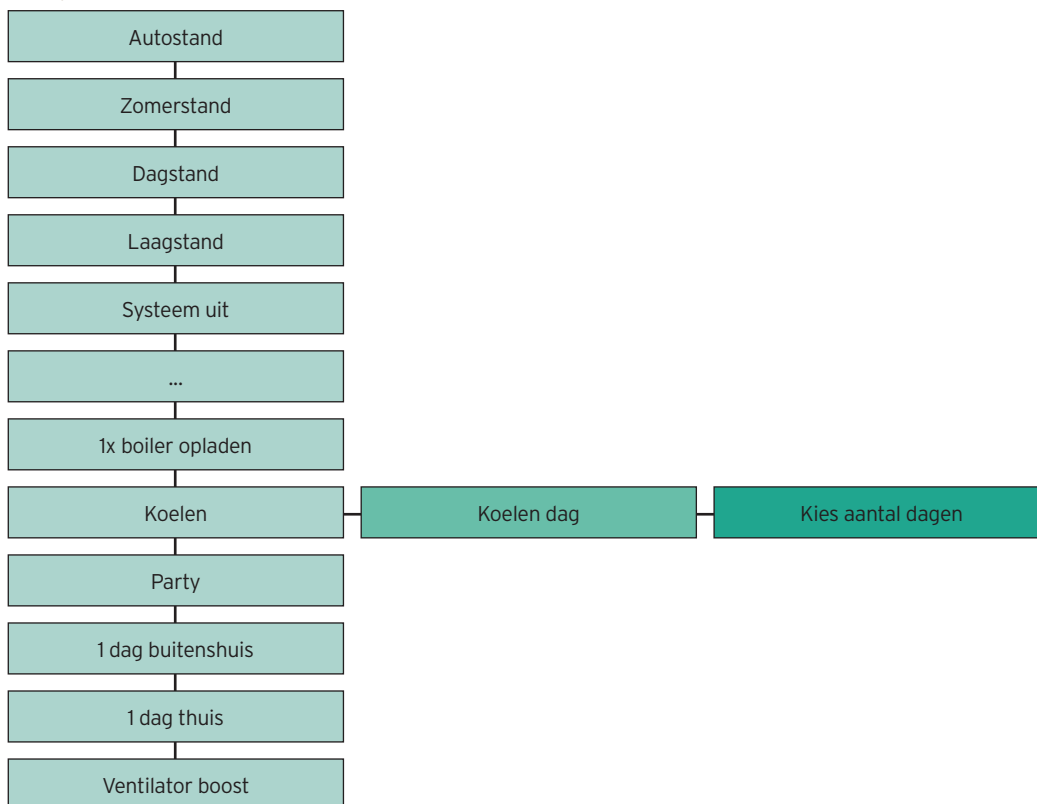 Autostand
Zomerstand
Dagstand
Laagstand
Systeem uit
...
1x boiler opladen
Koelen
Koelen dag
Kies aantal dagen
Party
1 dag buitenshuis
1 dag thuis
Ventilator boost